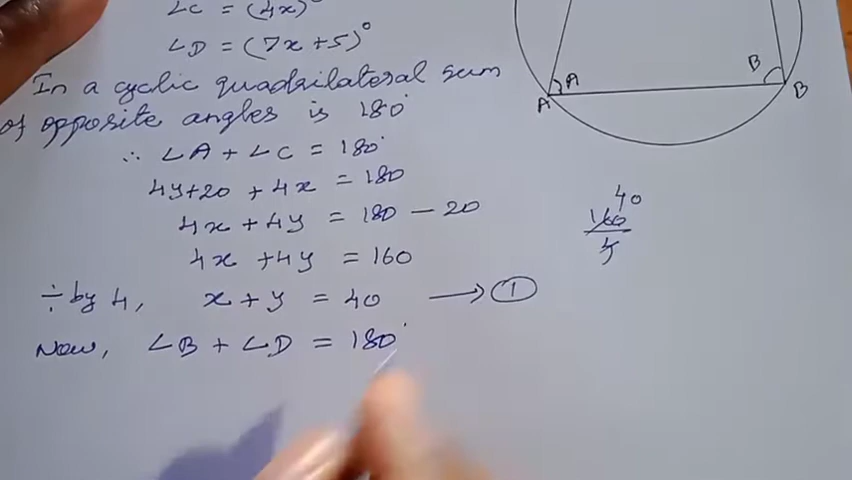 ∠C = (4x)°
∠D = (7x+5)°
In a cyclic quadrilateral sum
of opposite angles is 180°
∴ ∠A + ∠C = 180°
4y+20 + 4x = 180
4x + 4y = 180 - 20
4x + 4y = 160
÷ by 4, x + y = 40 → ①
Now, ∠B + ∠D = 180°
A
B
A
B
40
160
4